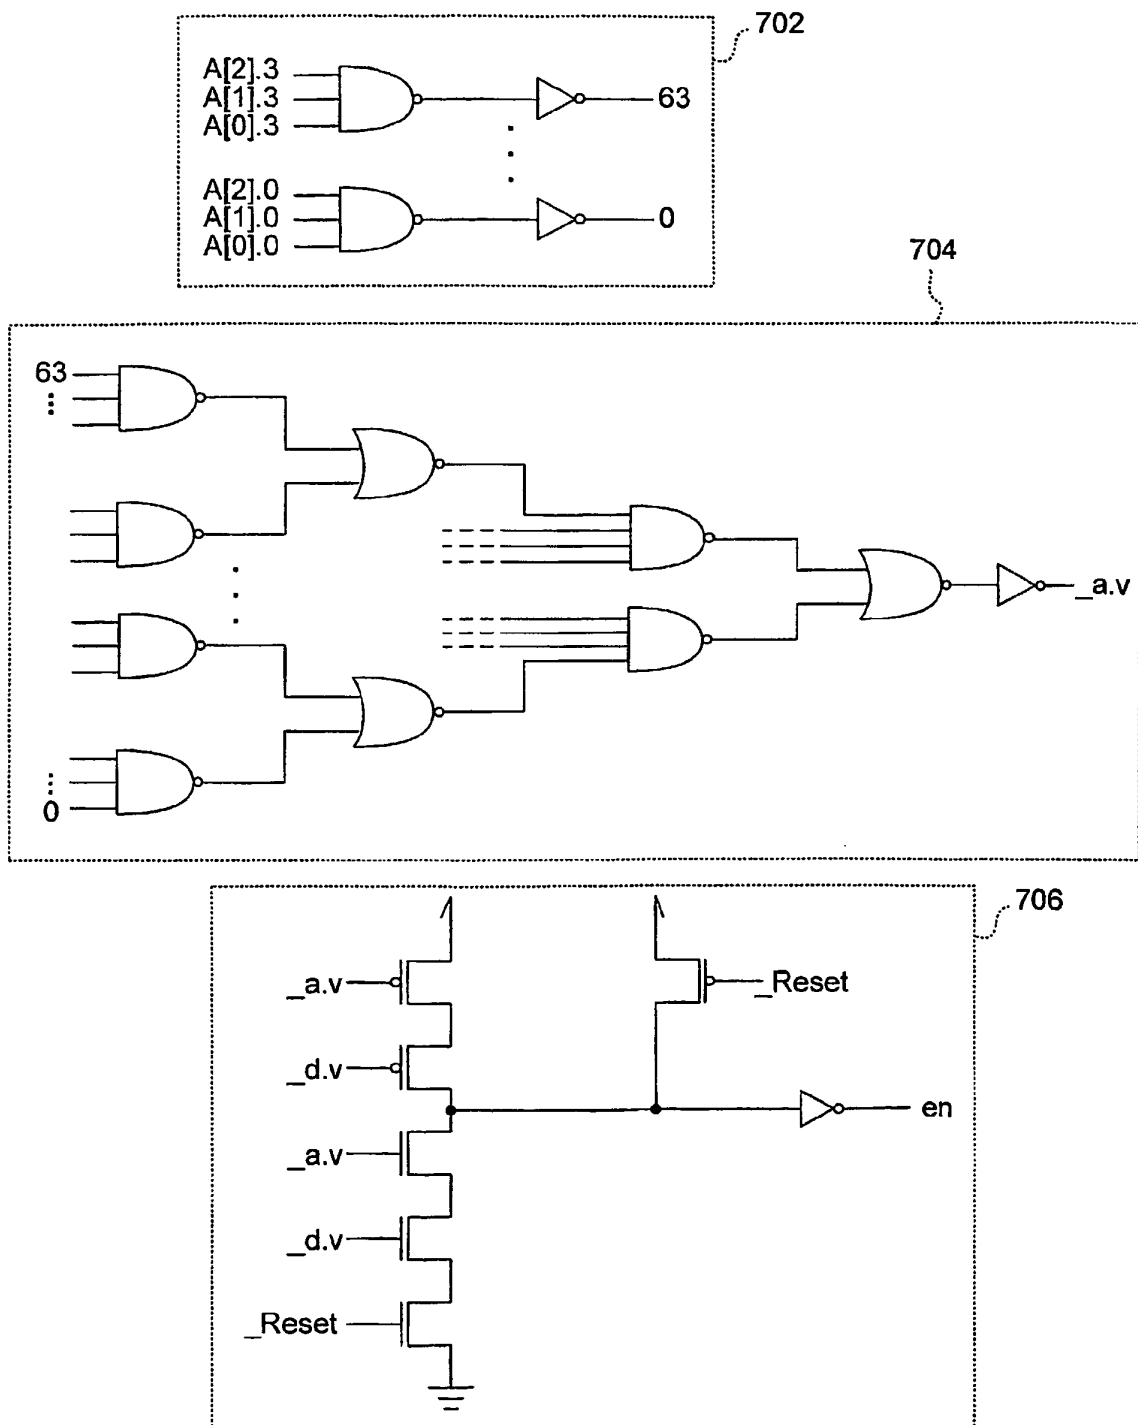 702
A[2].3
A[1].3
A[0].3
63
A[2].0
A[1].0
A[0].0
0
704
63
_a.v
0
706
_a.v
_Reset
_d.v
en
_a.v
_d.v
_Reset